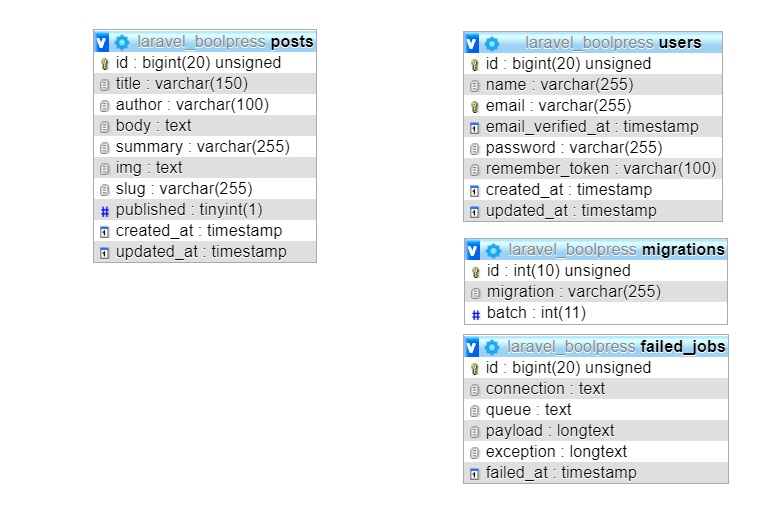 laravel_boolpress posts
id : bigint(20) unsigned
title : varchar(150)
author : varchar(100)
body : text
summary : varchar(255)
img : text
slug : varchar(255)
# published : tinyint(1)
created_at : timestamp
updated_at : timestamp
laravel_boolpress users
id : bigint(20) unsigned
name : varchar(255)
email : varchar(255)
email_verified_at : timestamp
password : varchar(255)
remember_token : varchar(100)
created_at : timestamp
updated_at : timestamp
laravel_boolpress migrations
id : int(10) unsigned
migration : varchar(255)
# batch : int(11)
laravel_boolpress failed_jobs
id : bigint(20) unsigned
connection : text
queue : text
payload : longtext
exception : longtext
failed_at : timestamp